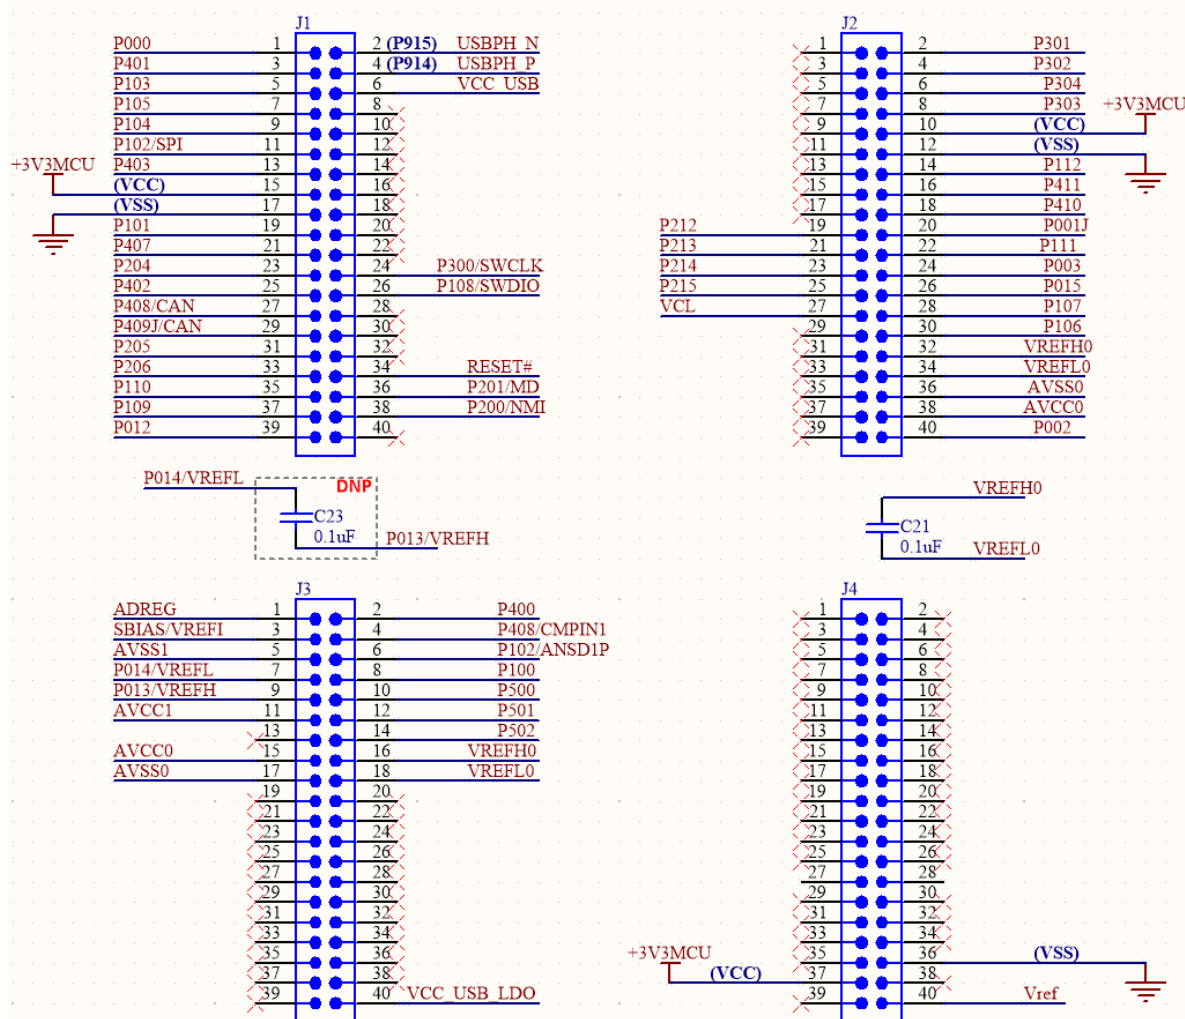 J1
P000 1 2 (P915) USBPH_N
P401 3 4 (P914) USBPH_P
P103 5 6 VCC_USB
P105 7 8
P104 9 10
P102/SPI 11 12
+3V3MCU P403 13 14
(VCC) 15 16
(VSS) 17 18
P101 19 20
P407 21 22
P204 23 24 P300/SWCLK
P402 25 26 P108/SWDIO
P408/CAN 27 28
P409J/CAN 29 30
P205 31 32
P206 33 34 RESET#
P110 35 36 P201/MD
P109 37 38 P200/NMI
P012 39 40
J2
1 2 P301
3 4 P302
5 6 P304
7 8 P303 +3V3MCU
9 10 (VCC)
11 12 (VSS)
13 14 P112
15 16 P411
17 18 P410
P212 19 20 P001J
P213 21 22 P111
P214 23 24 P003
P215 25 26 P015
VCL 27 28 P107
29 30 P106
31 32 VREFH0
33 34 VREFL0
35 36 AVSS0
37 38 AVCC0
39 40 P002
P014/VREFL DNP
C23
0.1uF P013/VREFH
VREFH0
C21
0.1uF VREFL0
J3
ADREG 1 2 P400
SBIAS/VREFI 3 4 P408/CMPIN1
AVSS1 5 6 P102/ANSD1P
P014/VREFL 7 8 P100
P013/VREFH 9 10 P500
AVCC1 11 12 P501
13 14 P502
AVCC0 15 16 VREFH0
AVSS0 17 18 VREFL0
19 20
21 22
23 24
25 26
27 28
29 30
31 32
33 34
35 36
37 38
39 40 VCC_USB_LDO
J4
1 2
3 4
5 6
7 8
9 10
11 12
13 14
15 16
17 18
19 20
21 22
23 24
25 26
27 28
29 30
31 32
33 34
+3V3MCU 35 36 (VSS)
(VCC) 37 38
39 40 Vref